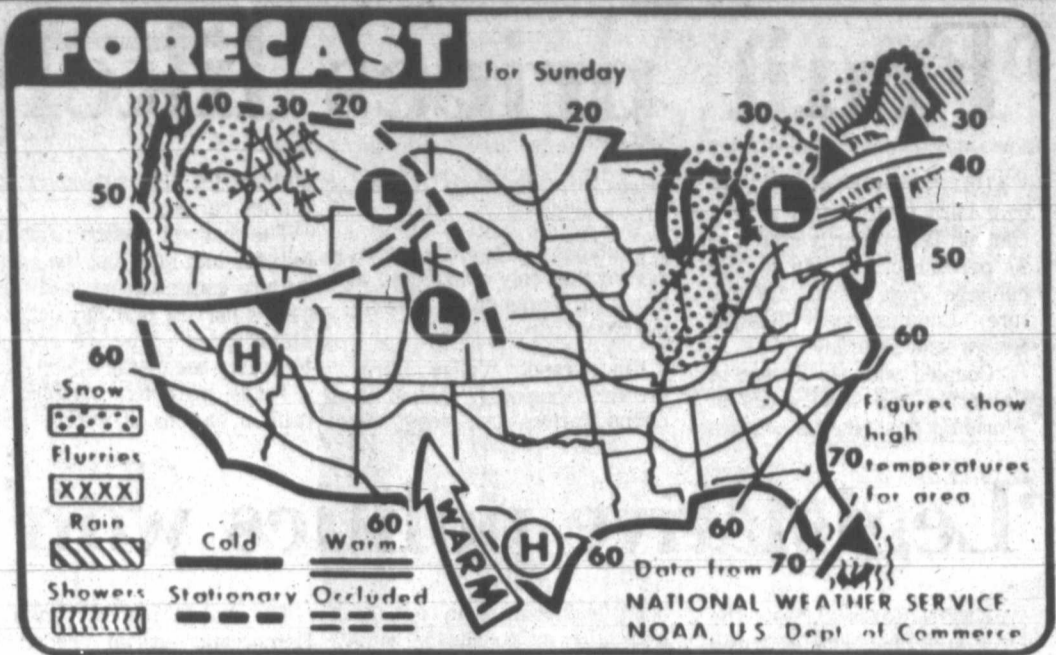 FORECAST
for Sunday
40 30 20 20 30 30
40
50
50
60
60
L
L
L
H
Snow
Flurries
XXXX
Rain
Showers
Cold
Warm
Stationary
Occluded
60
WARM
H
60
60
70
70
Figures show
high
temperatures
for area
Data from
NATIONAL WEATHER SERVICE,
NOAA, U.S. Dept. of Commerce